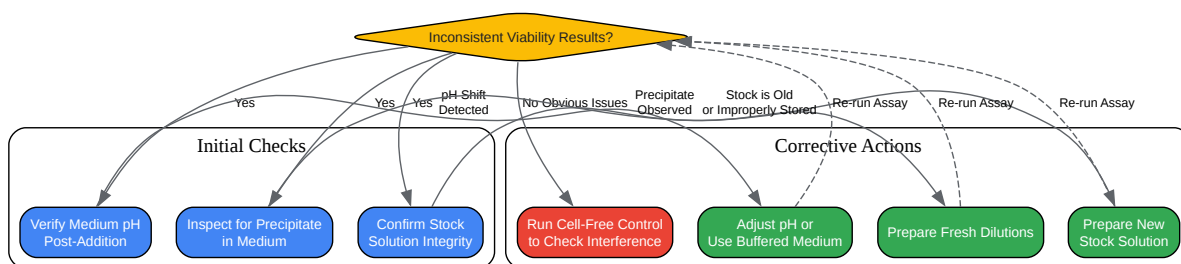 Inconsistent Viability Results?
Yes
Yes
Yes
pH Shift
Detected
No Obvious Issues
Precipitate
Observed
Stock is Old
or Improperly Stored
Re-run Assay
Re-run Assay
Re-run Assay
Initial Checks
Corrective Actions
Verify Medium pH
Post-Addition
Inspect for Precipitate
in Medium
Confirm Stock
Solution Integrity
Run Cell-Free Control
to Check Interference
Adjust pH or
Use Buffered Medium
Prepare Fresh Dilutions
Prepare New
Stock Solution